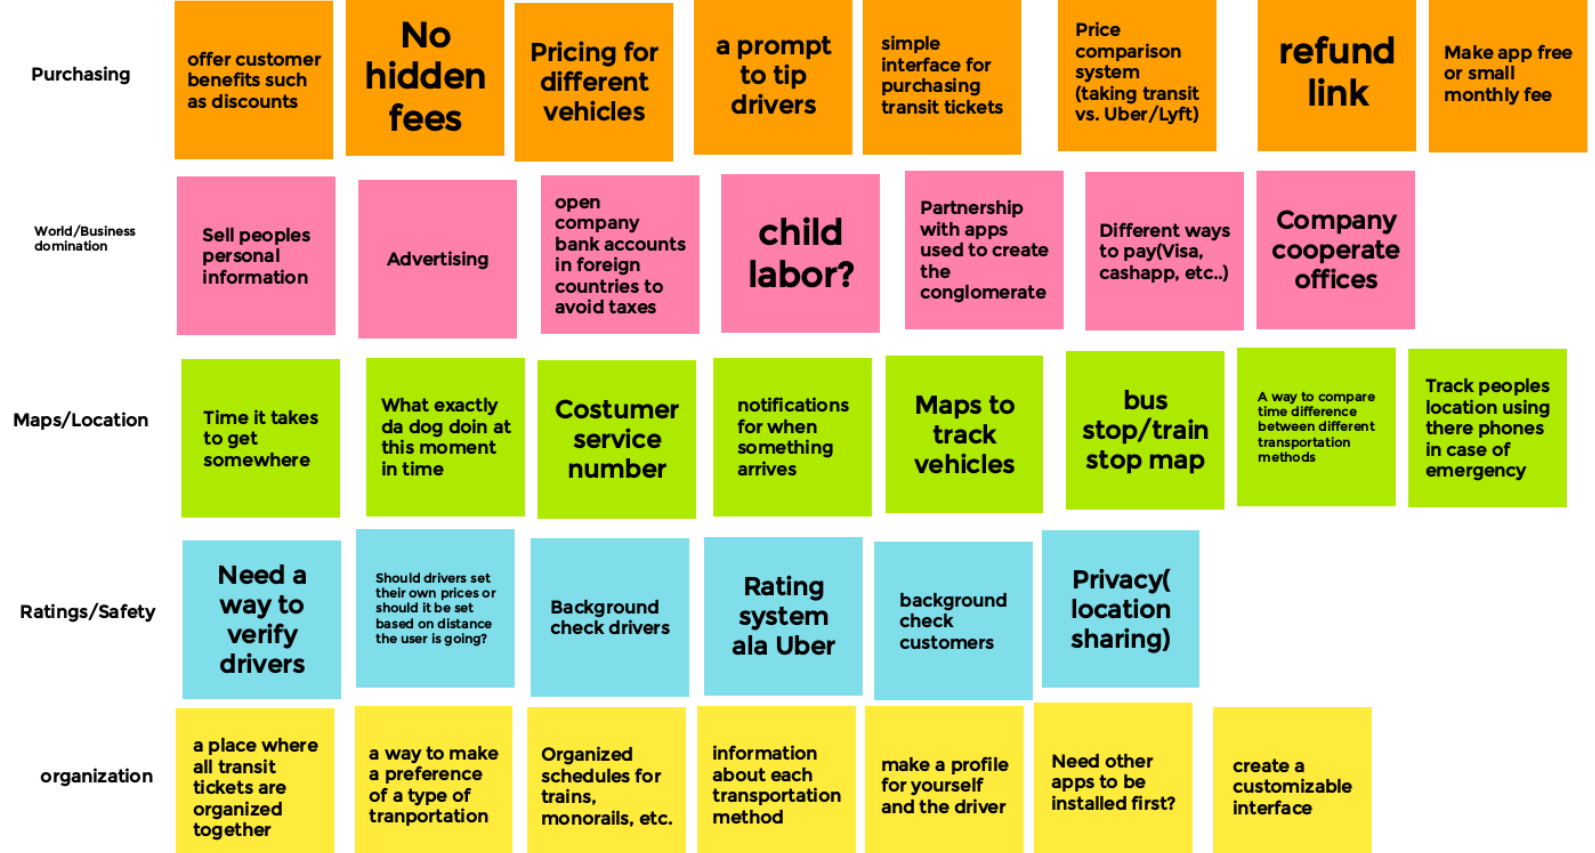 Purchasing
offer customer
benefits such
as discounts
No
hidden
fees
Pricing for
different
vehicles
a prompt
to tip
drivers
simple
interface for
purchasing
transit tickets
Price
comparison
system
(taking transit
vs. Uber/Lyft)
refund
link
Make app free
or small
monthly fee
World/Business
domination
Sell peoples
personal
information
Advertising
open
company
bank accounts
in foreign
countries to
avoid taxes
child
labor?
Partnership
with apps
used to create
the
conglomerate
Different ways
to pay(Visa,
cashapp, etc..)
Company
cooperate
offices
Maps/Location
Time it takes
to get
somewhere
What exactly
da dog doin at
this moment
in time
Costumer
service
number
notifications
for when
something
arrives
Maps to
track
vehicles
bus
stop/train
stop map
A way to compare
time difference
between different
transportation
methods
Track peoples
location using
there phones
in case of
emergency
Ratings/Safety
Need a
way to
verify
drivers
Should drivers set
their own prices or
should it be set
based on distance
the user is going?
Background
check drivers
Rating
system
ala Uber
background
check
customers
Privacy(
location
sharing)
organization
a place where
all transit
tickets are
organized
together
a way to make
a preference
of a type of
tranportation
Organized
schedules for
trains,
monorails, etc.
information
about each
transportation
method
make a profile
for yourself
and the driver
Need other
apps to be
installed first?
create a
customizable
interface